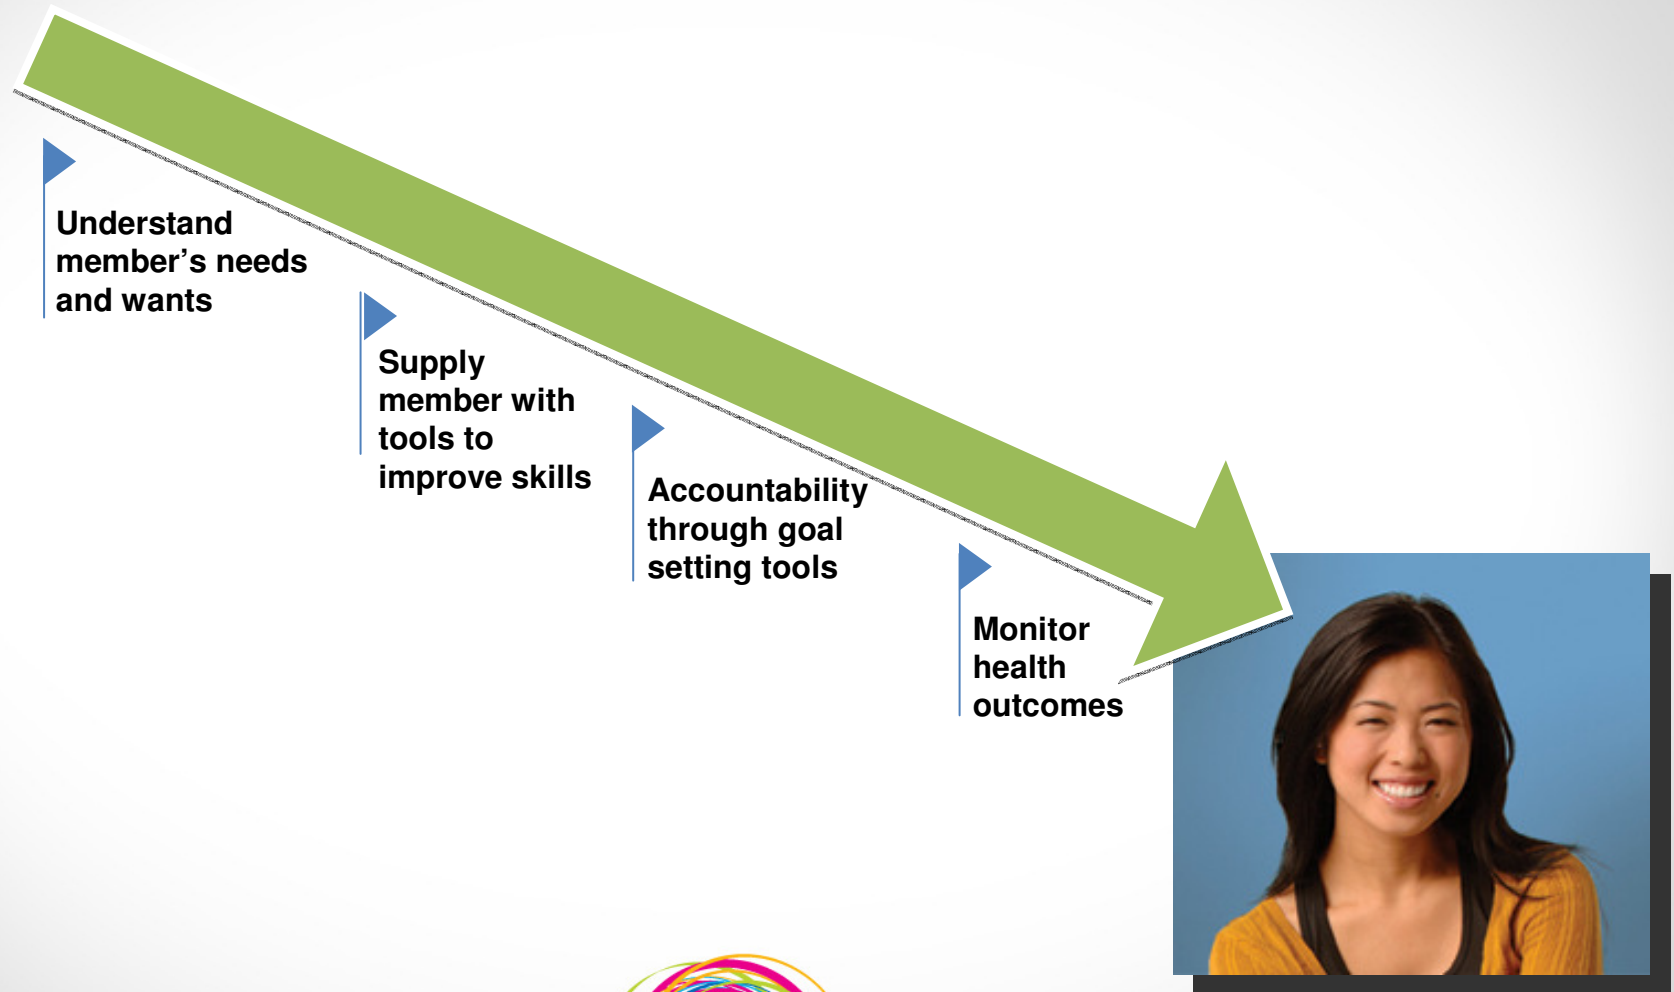 Understand
member’s needs
and wants
Supply
member with
tools to
improve skills
Accountability
through goal
setting tools
Monitor
health
outcomes